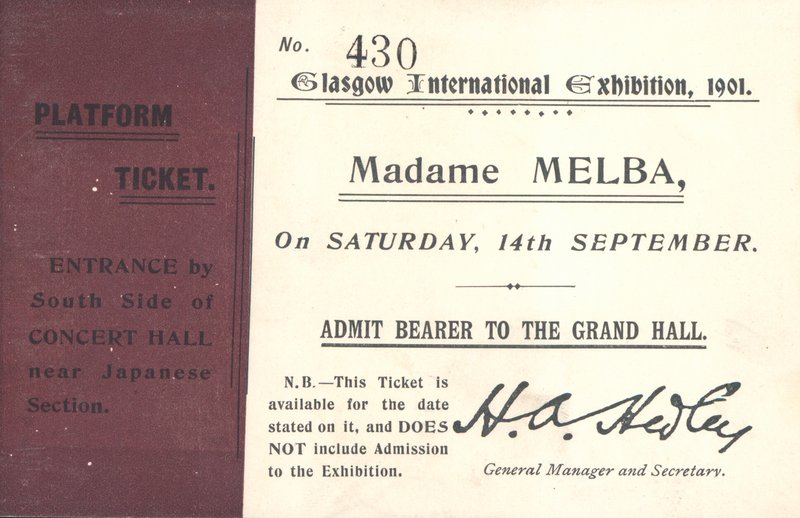 PLATFORM
TICKET.
ENTRANCE by
South Side of
CONCERT HALL
near Japanese
Section.
No. 430
Glasgow International Exhibition, 1901.
Madame MELBA,
On SATURDAY, 14th SEPTEMBER.
ADMIT BEARER TO THE GRAND HALL.
N.B.—This Ticket is
available for the date
stated on it, and DOES
NOT include Admission
to the Exhibition.
H. A. Hedley
General Manager and Secretary.